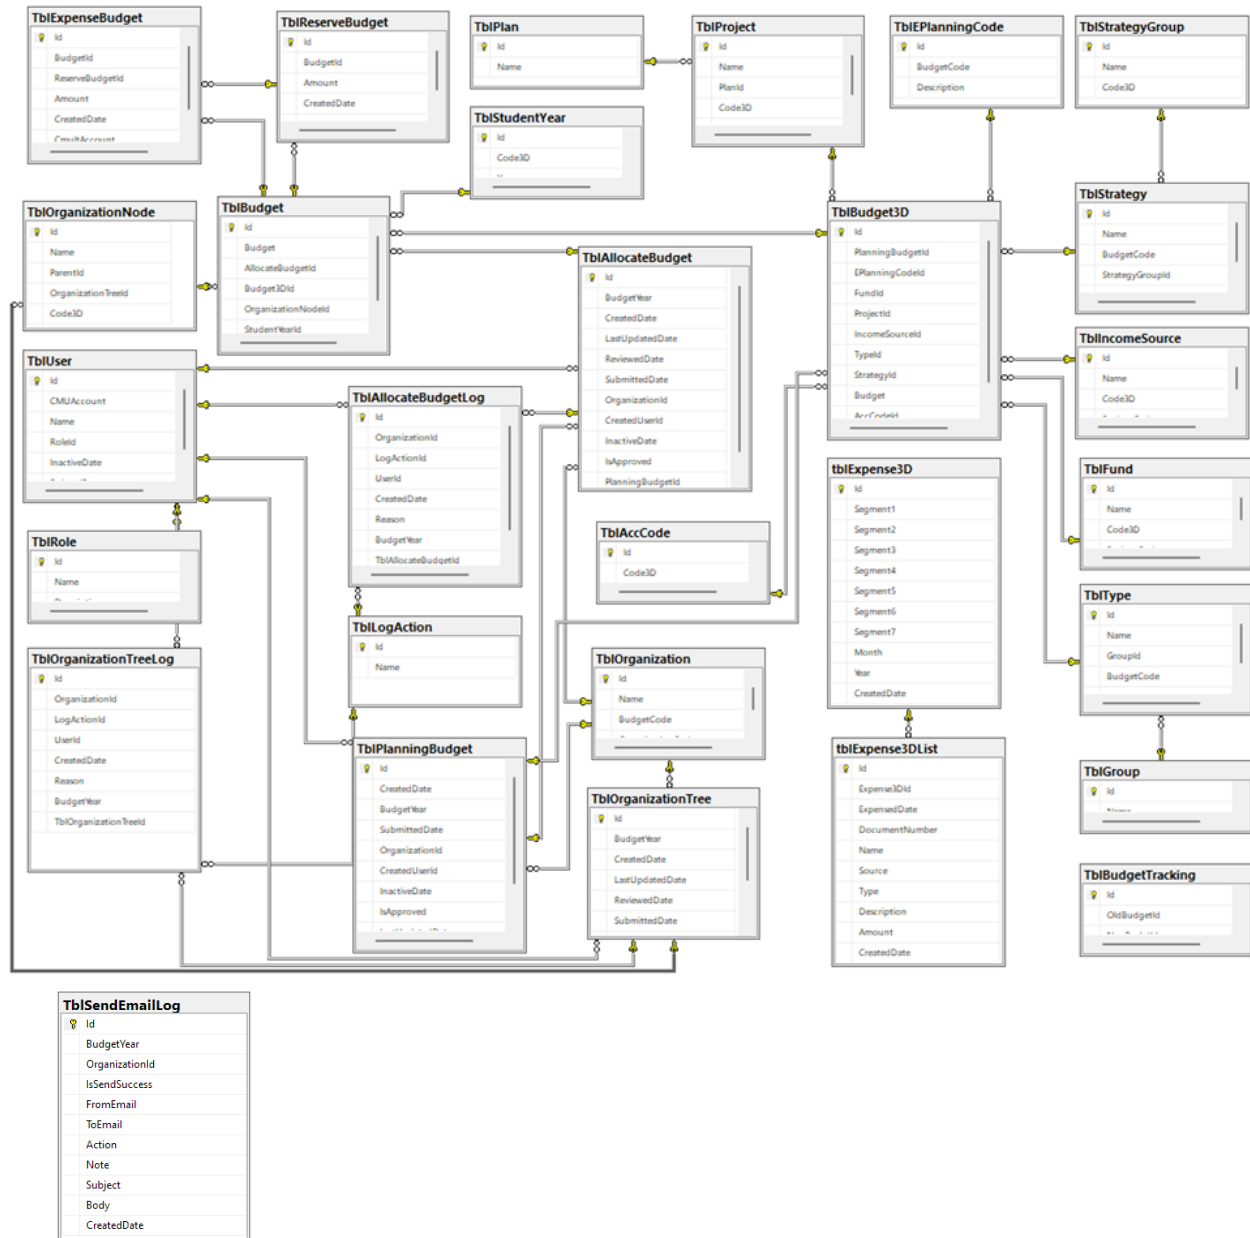 TblExpenseBudget
Id
BudgetId
ReserveBudgetId
Amount
CreatedDate
CmultAccount
TblReserveBudget
Id
BudgetId
Amount
CreatedDate
TblPlan
Id
Name
TblProject
Id
Name
PlanId
Code3D
TblEPlanningCode
Id
BudgetCode
Description
TblStrategyGroup
Id
Name
Code3D
TblStudentYear
Id
Code3D
TblOrganizationNode
Id
Name
ParentId
OrganizationTreeId
Code3D
TblBudget
Id
Budget
AllocateBudgetId
Budget3DId
OrganizationNodeId
StudentYearId
TblAllocateBudget
Id
BudgetYear
CreatedDate
LastUpdatedDate
ReviewedDate
SubmittedDate
OrganizationId
CreatedUserId
InactiveDate
IsApproved
PlanningBudgetId
TblBudget3D
Id
PlanningBudgetId
EPlanningCodeId
FundId
ProjectId
IncomeSourceId
TypeId
StrategyId
Budget
AccCodeId
TblStrategy
Id
Name
BudgetCode
StrategyGroupId
TblIncomeSource
Id
Name
Code3D
TblUser
Id
CMUAccount
Name
RoleId
InactiveDate
TblAllocateBudgetLog
Id
OrganizationId
LogActionId
UserId
CreatedDate
Reason
BudgetYear
TblAllocateBudgetId
tblExpense3D
Id
Segment1
Segment2
Segment3
Segment4
Segment5
Segment6
Segment7
Month
Year
CreatedDate
TblFund
Id
Name
Code3D
TblRole
Id
Name
TblAccCode
Id
Code3D
TblType
Id
Name
GroupId
BudgetCode
TblLogAction
Id
Name
TblOrganizationTreeLog
Id
OrganizationId
LogActionId
UserId
CreatedDate
Reason
BudgetYear
TblOrganizationTreeId
TblOrganization
Id
Name
BudgetCode
TblPlanningBudget
Id
CreatedDate
BudgetYear
SubmittedDate
OrganizationId
CreatedUserId
InactiveDate
IsApproved
TblOrganizationTree
Id
BudgetYear
CreatedDate
LastUpdatedDate
ReviewedDate
SubmittedDate
tblExpense3DList
Id
Expense3DId
ExpensedDate
DocumentNumber
Name
Source
Type
Description
Amount
CreatedDate
TblGroup
Id
Name
TblBudgetTracking
Id
OldBudgetId
TblSendEmailLog
Id
BudgetYear
OrganizationId
IsSendSuccess
FromEmail
ToEmail
Action
Note
Subject
Body
CreatedDate